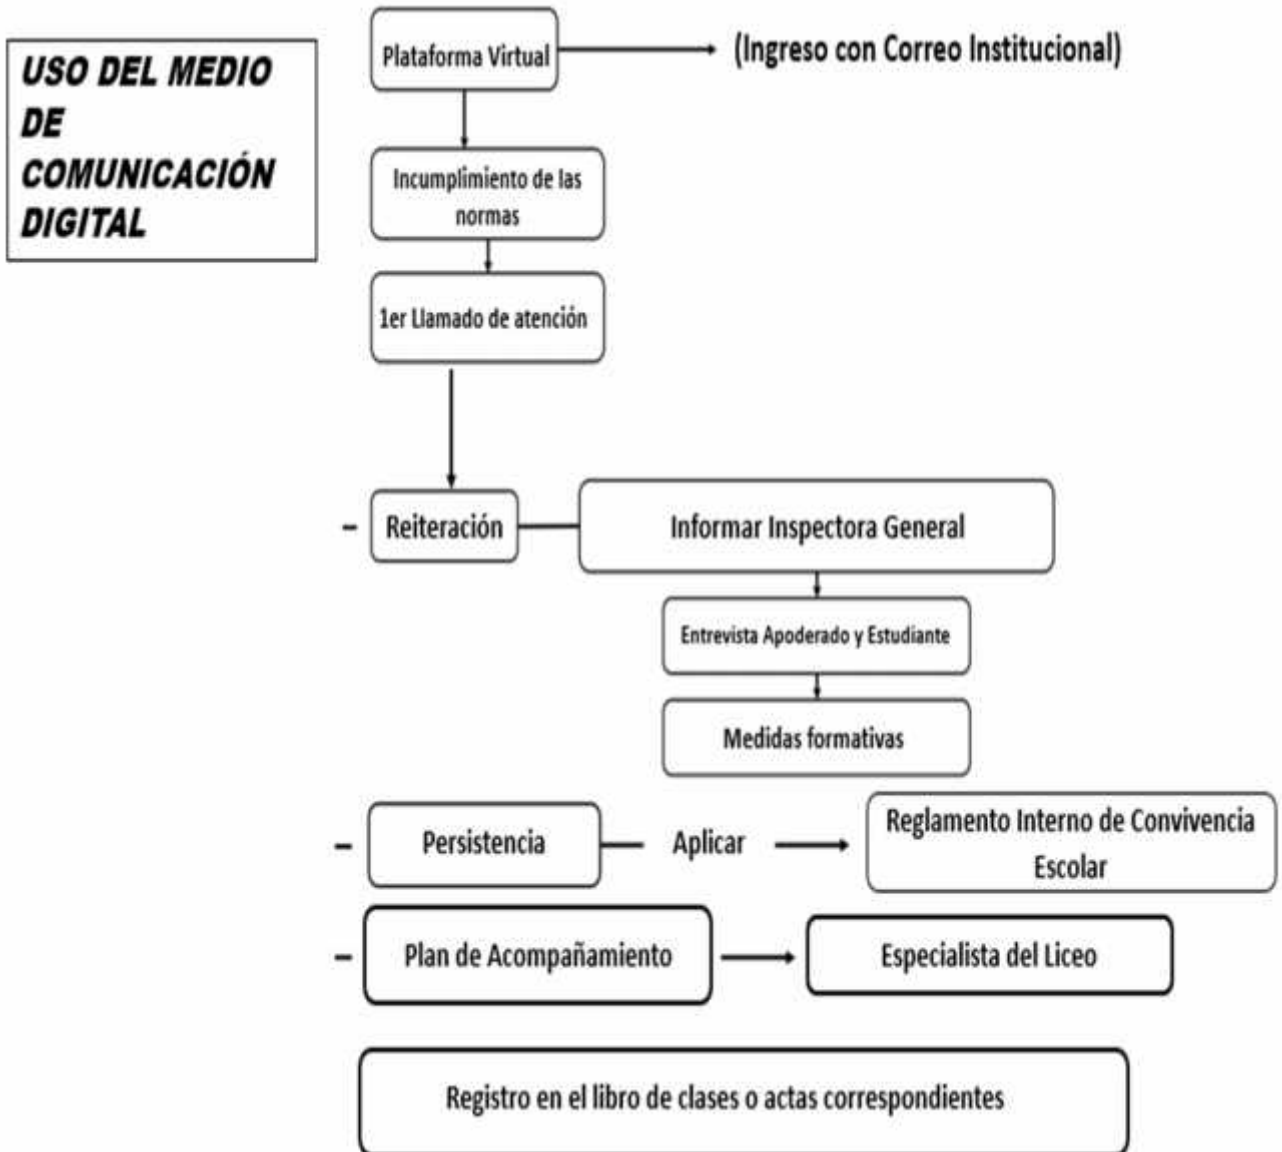 USO DEL MEDIO
DE
COMUNICACIÓN
DIGITAL
Plataforma Virtual
(Ingreso con Correo Institucional)
Incumplimiento de las
normas
1er Llamado de atención
- Reiteración
Informar Inspectora General
Entrevista Apoderado y Estudiante
Medidas formativas
- Persistencia
Aplicar
Reglamento Interno de Convivencia
Escolar
- Plan de Acompañamiento
Especialista del Liceo
Registro en el libro de clases o actas correspondientes